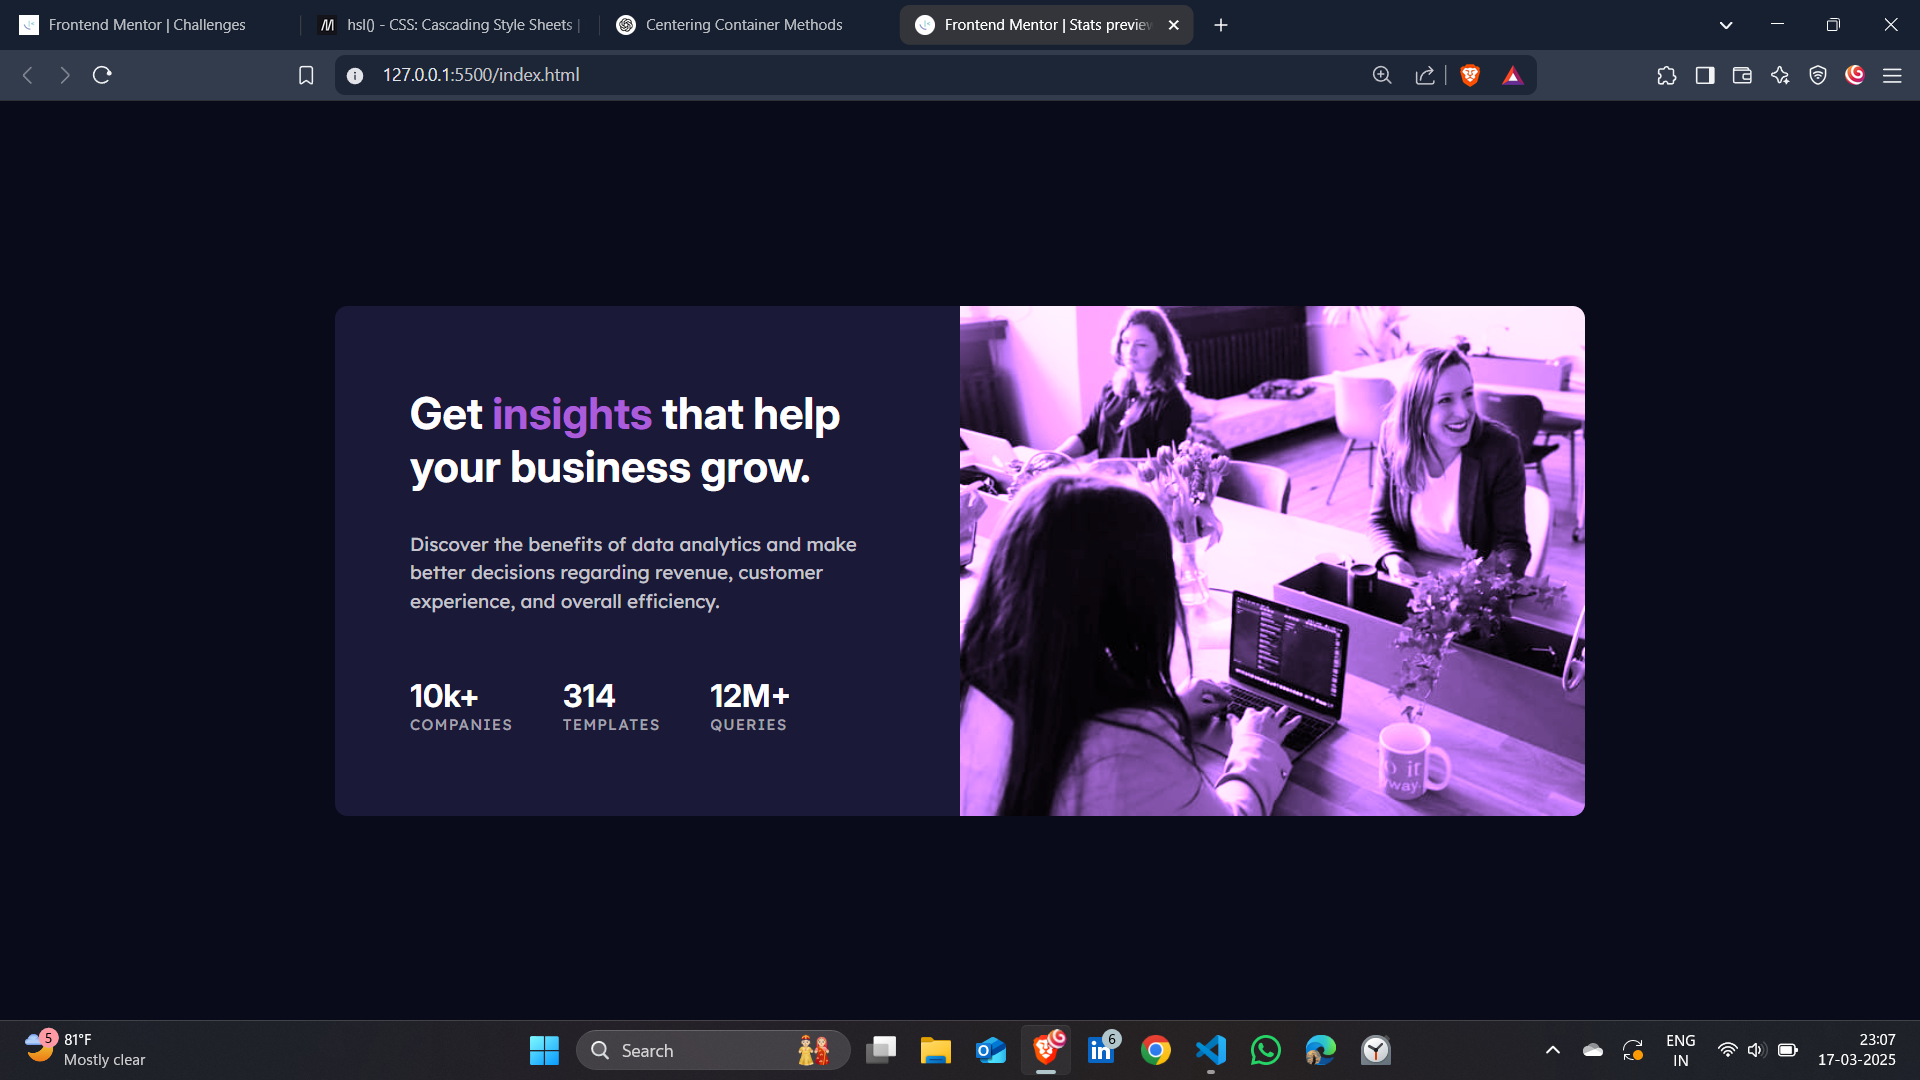 Frontend Mentor | Challenges
hsl() - CSS: Cascading Style Sheets |
Centering Container Methods
Frontend Mentor | Stats preview
127.0.0.1:5500/index.html
Get insights that help
your business grow.
Discover the benefits of data analytics and make
better decisions regarding revenue, customer
experience, and overall efficiency.
10k+ 314 12M+
COMPANIES TEMPLATES QUERIES
5
81°F
Mostly clear
Search
6
ENG
IN
23:07
17-03-2025